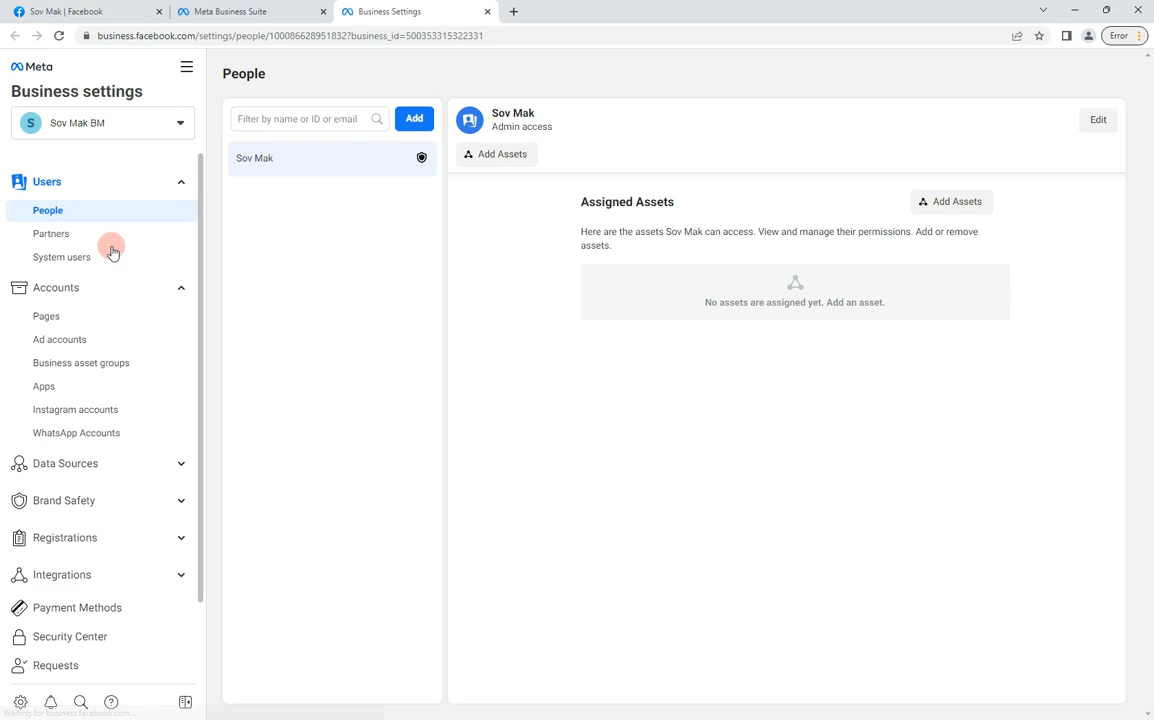 Sov Mak | Facebook
Meta Business Suite
Business Settings
business.facebook.com/settings/people/100086628951832?business_id=500353315322331
Error
Meta
Business settings
S Sov Mak BM
Users
People
Partners
System users
Accounts
Pages
Ad accounts
Business asset groups
Apps
Instagram accounts
WhatsApp Accounts
Data Sources
Brand Safety
Registrations
Integrations
Payment Methods
Security Center
Requests
Waiting for business.facebook.com...
People
Filter by name or ID or email
Add
Sov Mak
Sov Mak
Admin access
Edit
Add Assets
Assigned Assets
Add Assets
Here are the assets Sov Mak can access. View and manage their permissions. Add or remove
assets.
No assets are assigned yet. Add an asset.